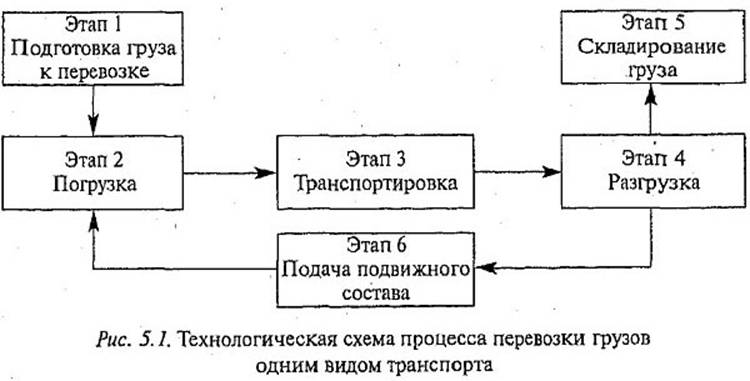 Этап 1
Подготовка груза
к перевозке
Этап 5
Складирование
груза
Этап 2
Погрузка
Этап 3
Транспортировка
Этап 4
Разгрузка
Этап 6
Подача подвижного
состава
Рис. 5.1. Технологическая схема процесса перевозки грузов
одним видом транспорта